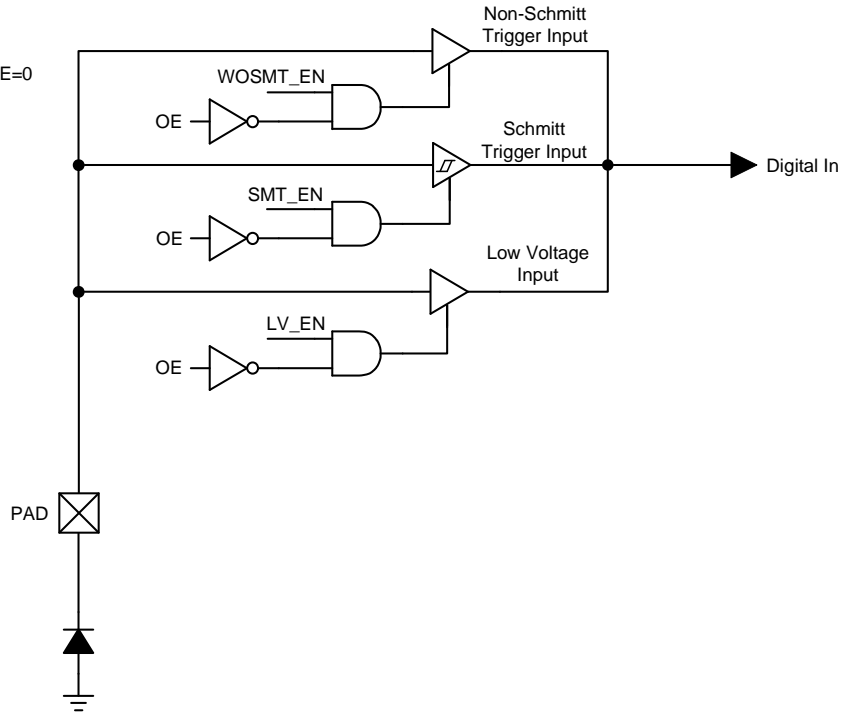 Non-Schmitt
Trigger Input
E=0
WOSMT_EN
OE
Schmitt
Trigger Input
Digital In
SMT_EN
OE
Low Voltage
Input
LV_EN
OE
PAD